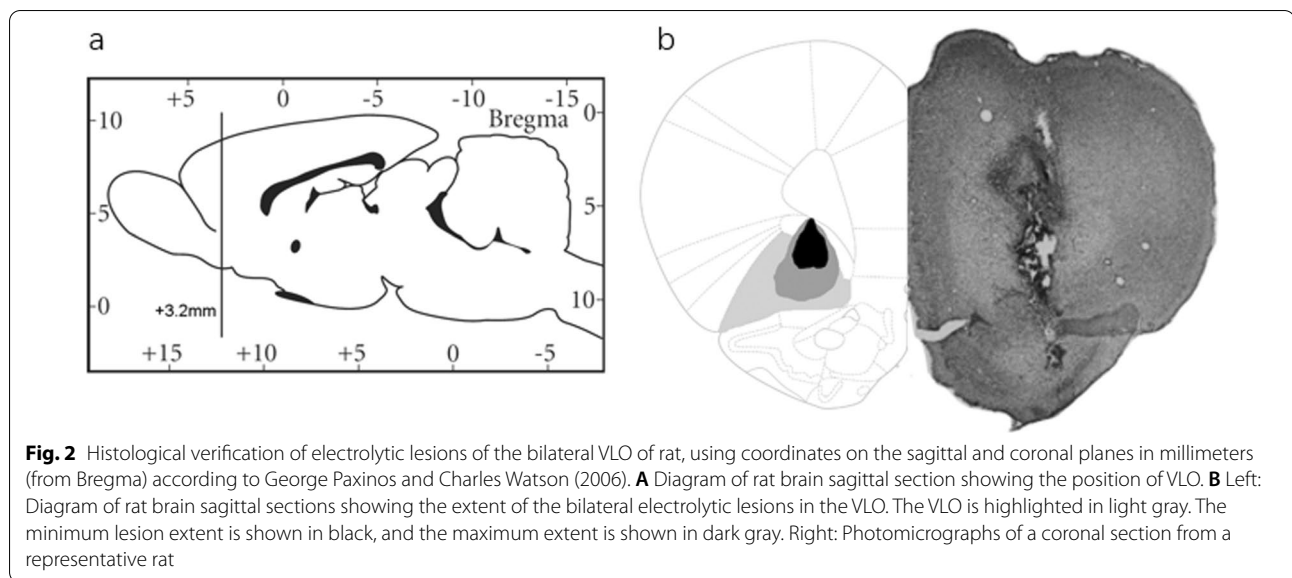 a
b
+5 0 -5 -10 -15
Bregma
-10
-5
-0
0
5
10
+3.2mm
+15 +10 +5 0 -5
Fig. 2 Histological verification of electrolytic lesions of the bilateral VLO of rat, using coordinates on the sagittal and coronal planes in millimeters
(from Bregma) according to George Paxinos and Charles Watson (2006). A Diagram of rat brain sagittal section showing the position of VLO. B Left:
Diagram of rat brain sagittal sections showing the extent of the bilateral electrolytic lesions in the VLO. The VLO is highlighted in light gray. The
minimum lesion extent is shown in black, and the maximum extent is shown in dark gray. Right: Photomicrographs of a coronal section from a
representative rat